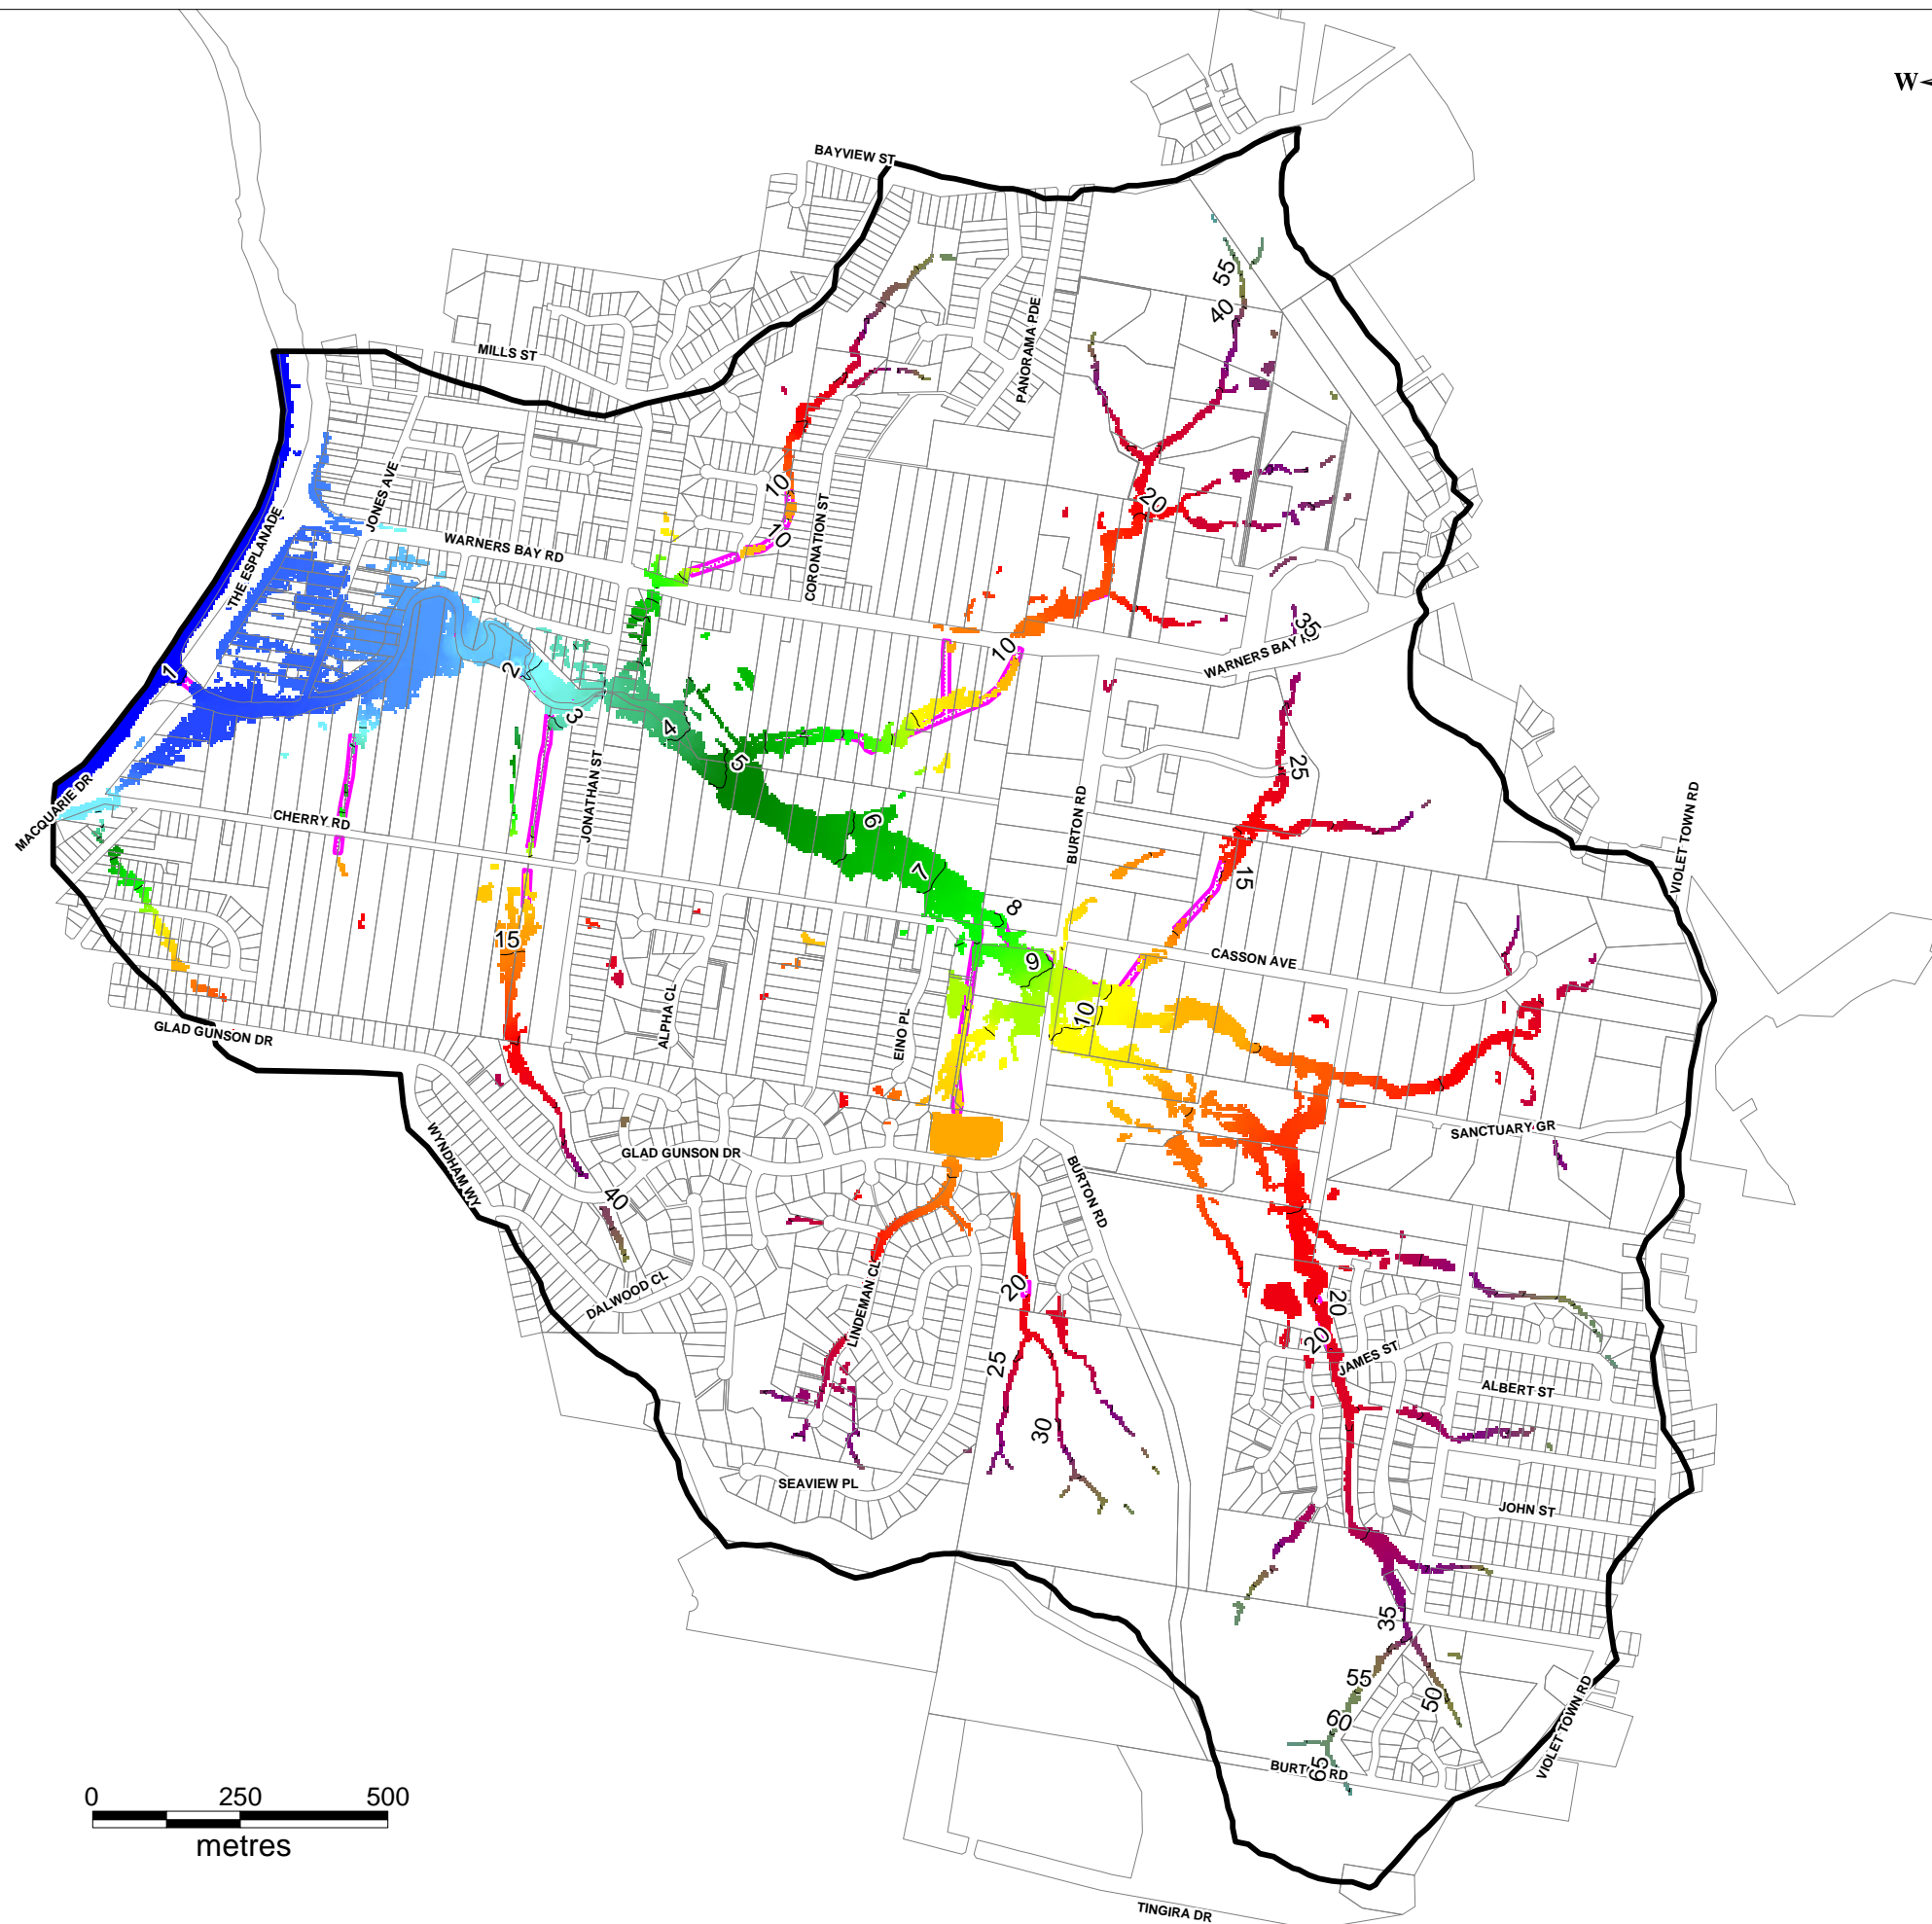 W
BAYVIEW ST
55
40
MILLS ST
PANORAMA PDE
JONES AVE
10
20
THE ESPLANADE
WARNERS BAY RD
10
CORONATION ST
35
WARNERS BAY R
10
1
2
3
4
5
25
MACQUARIE DR
CHERRY RD
JONATHAN ST
6
BURTON RD
VIOLET TOWN RD
7
15
8
15
9
CASSON AVE
ALPHA CL
EINO PL
10
GLAD GUNSON DR
SANCTUARY GR
WYNDHAM WY
GLAD GUNSON DR
40
BURTON RD
DALWOOD CL
LINDEMAN CL
20
20
20
JAMES ST
25
ALBERT ST
30
SEAVIEW PL
JOHN ST
35
55
50
60
65
BURT RD
VIOLET TOWN RD
0 250 500
metres
TINGIRA DR